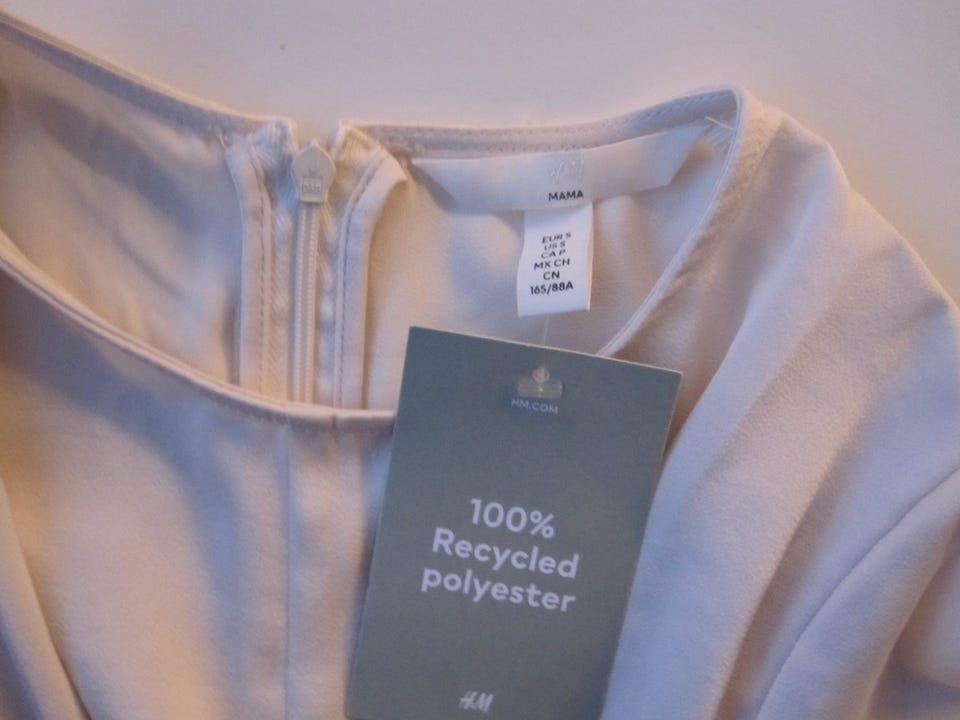 H&M
MAMA
EUR S
US S
CA P
MX CH
CN
165/88A
HM.COM
100%
Recycled
polyester
H&M